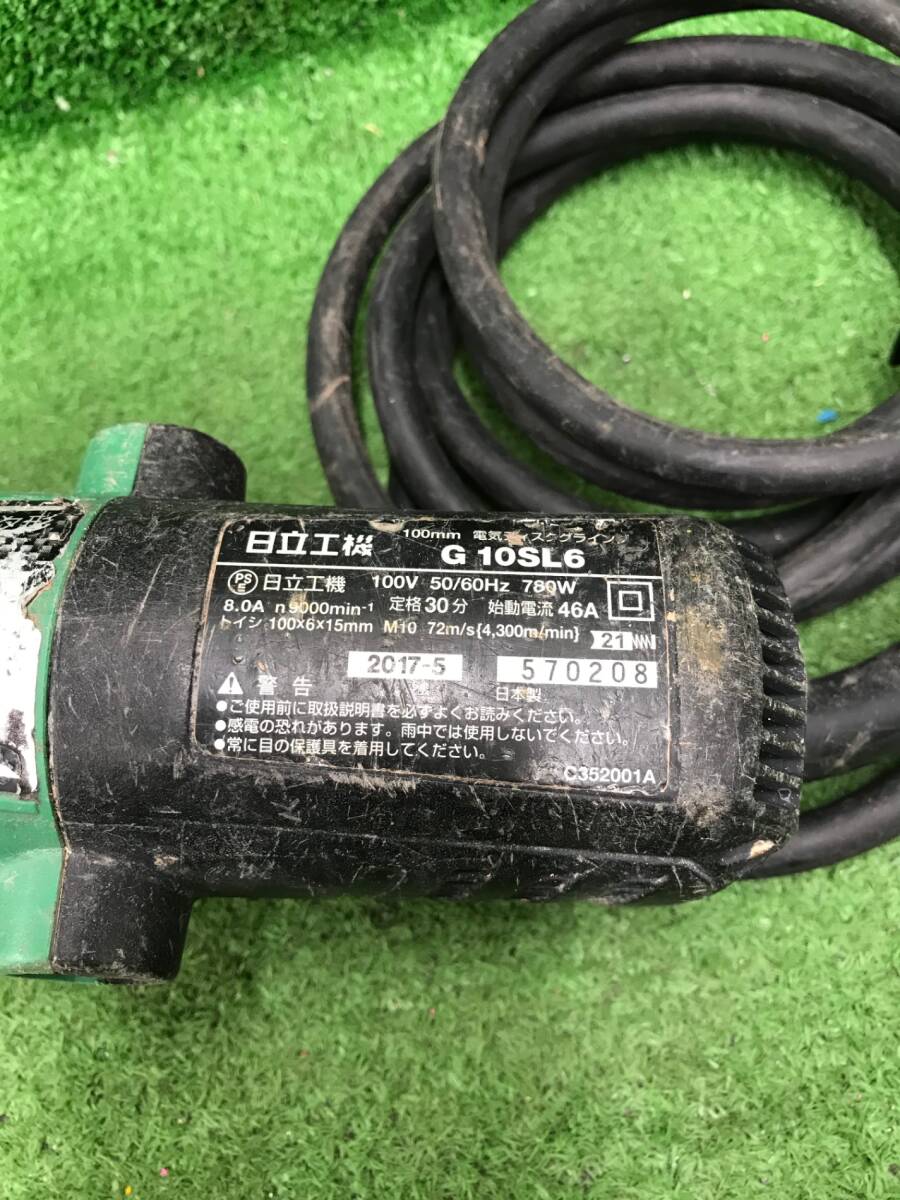 日立工機 100mm 電気ディスクグライン
G 10SL6
PSE 日立工機 100V 50/60Hz 780W
8.0A n 9000min-1 定格30分 始動電流 46A
トイシ 100×6×15mm M10 72m/s{4,300m/min} 21
2017-5 570208
警告 日本製
●ご使用前に取扱説明書を必ずよくお読みください。
●感電の恐れがあります。雨中では使用しないでください。
●常に目の保護具を着用してください。
C352001A